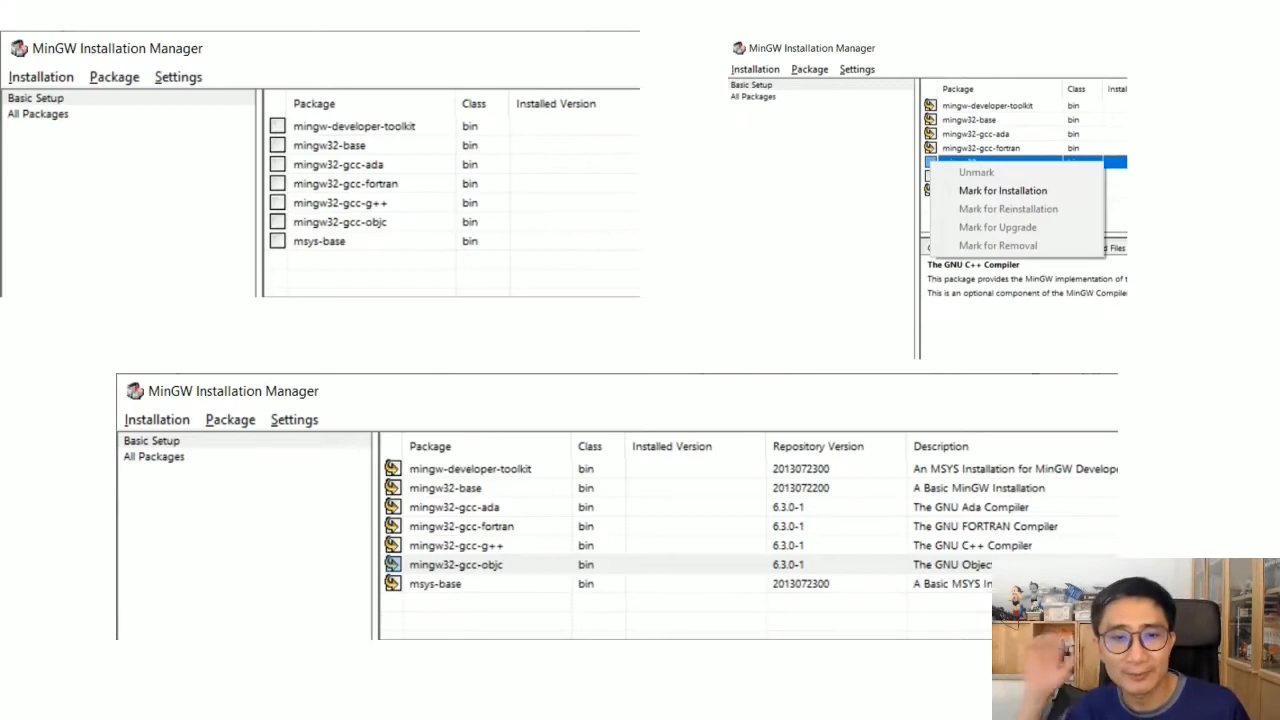 MinGW Installation Manager
Installation Package Settings
Basic Setup
All Packages
Package Class Installed Version
mingw-developer-toolkit bin
mingw32-base bin
mingw32-gcc-ada bin
mingw32-gcc-fortran bin
mingw32-gcc-g++ bin
mingw32-gcc-objc bin
msys-base bin
MinGW Installation Manager
Installation Package Settings
Basic Setup
All Packages
Package Class Instal
mingw-developer-toolkit bin
mingw32-base bin
mingw32-gcc-ada bin
mingw32-gcc-fortran bin
Unmark
Mark for Installation
Mark for Reinstallation
Mark for Upgrade
Mark for Removal
d Files
The GNU C++ Compiler
This package provides the MinGW implementation of t
This is an optional component of the MinGW Compile
MinGW Installation Manager
Installation Package Settings
Basic Setup
All Packages
Package Class Installed Version Repository Version Description
mingw-developer-toolkit bin 2013072300 An MSYS Installation for MinGW Develope
mingw32-base bin 2013072200 A Basic MinGW Installation
mingw32-gcc-ada bin 6.3.0-1 The GNU Ada Compiler
mingw32-gcc-fortran bin 6.3.0-1 The GNU FORTRAN Compiler
mingw32-gcc-g++ bin 6.3.0-1 The GNU C++ Compiler
mingw32-gcc-objc bin 6.3.0-1 The GNU Objec
msys-base bin 2013072300 A Basic MSYS In